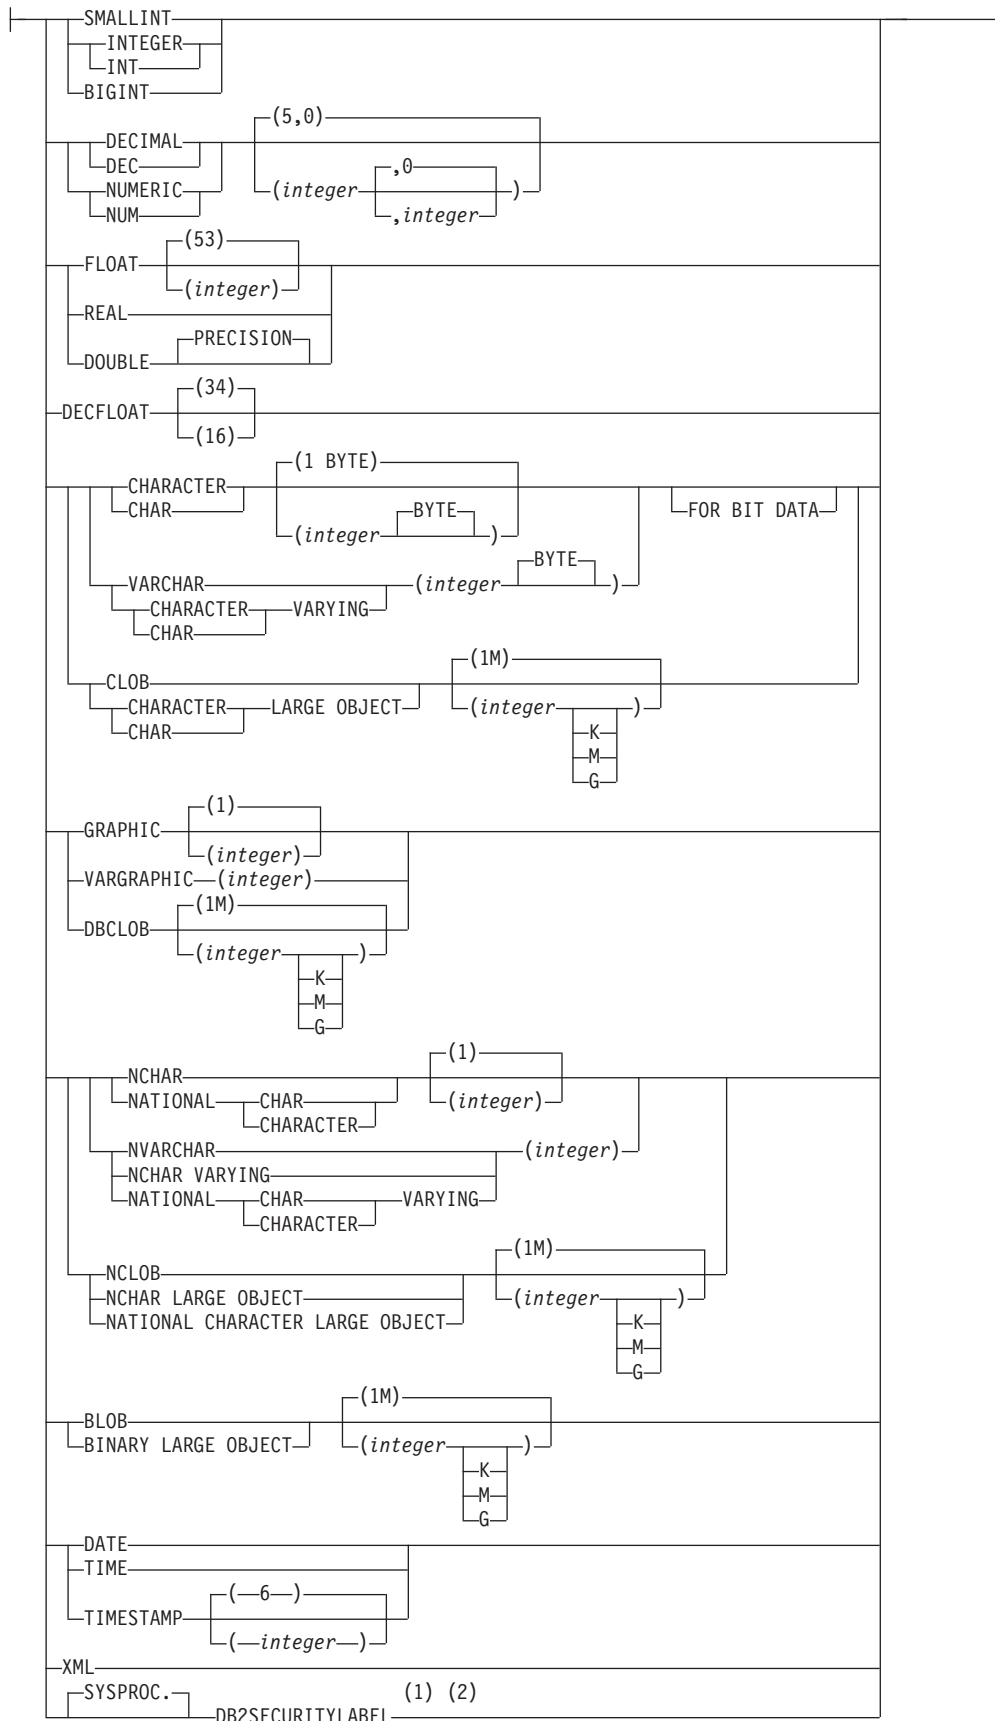 SMALLINT
INTEGER
INT
BIGINT
(5,0)
DECIMAL
DEC
,0
NUMERIC
(integer )
NUM
,integer
(53)
FLOAT
(integer)
REAL
PRECISION
DOUBLE
(34)
DECFLOAT
(16)
(1 BYTE)
CHARACTER
CHAR
BYTE
FOR BIT DATA
(integer )
BYTE
VARCHAR (integer )
CHARACTER VARYING
CHAR
(1M)
CLOB
CHARACTER LARGE OBJECT (integer )
CHAR
K
M
G
(1)
GRAPHIC
(integer)
VARGRAPHIC (integer)
(1M)
DBCLOB
(integer )
K
M
G
(1)
NCHAR
NATIONAL CHAR (integer)
CHARACTER
NVARCHAR (integer)
NCHAR VARYING
NATIONAL CHAR VARYING
CHARACTER
(1M)
NCLOB
NCHAR LARGE OBJECT (integer )
NATIONAL CHARACTER LARGE OBJECT
K
M
G
(1M)
BLOB
BINARY LARGE OBJECT (integer )
K
M
G
DATE
TIME
( 6 )
TIMESTAMP
( integer )
XML
SYSPROC. (1) (2)
DB2SECURITYLABEL